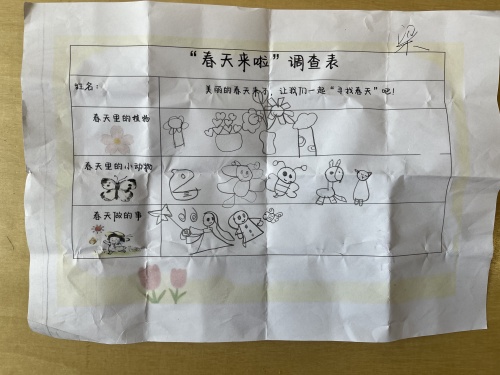 “春天来啦”调查表
姓名：
美丽的春天来了，让我们一起“寻找春天”吧！
春天里的植物
春天里的小动物
春天做的事